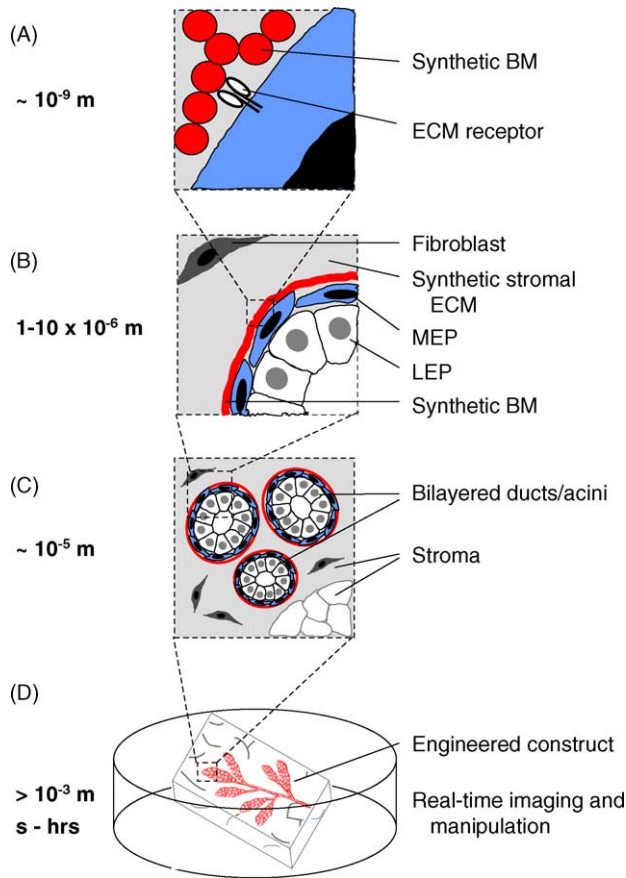 (A)
~ 10⁻⁹ m
Synthetic BM
ECM receptor
(B)
1-10 x 10⁻⁶ m
Fibroblast
Synthetic stromal
ECM
MEP
LEP
Synthetic BM
(C)
~ 10⁻⁵ m
Bilayered ducts/acini
Stroma
(D)
> 10⁻³ m
s - hrs
Engineered construct
Real-time imaging and
manipulation